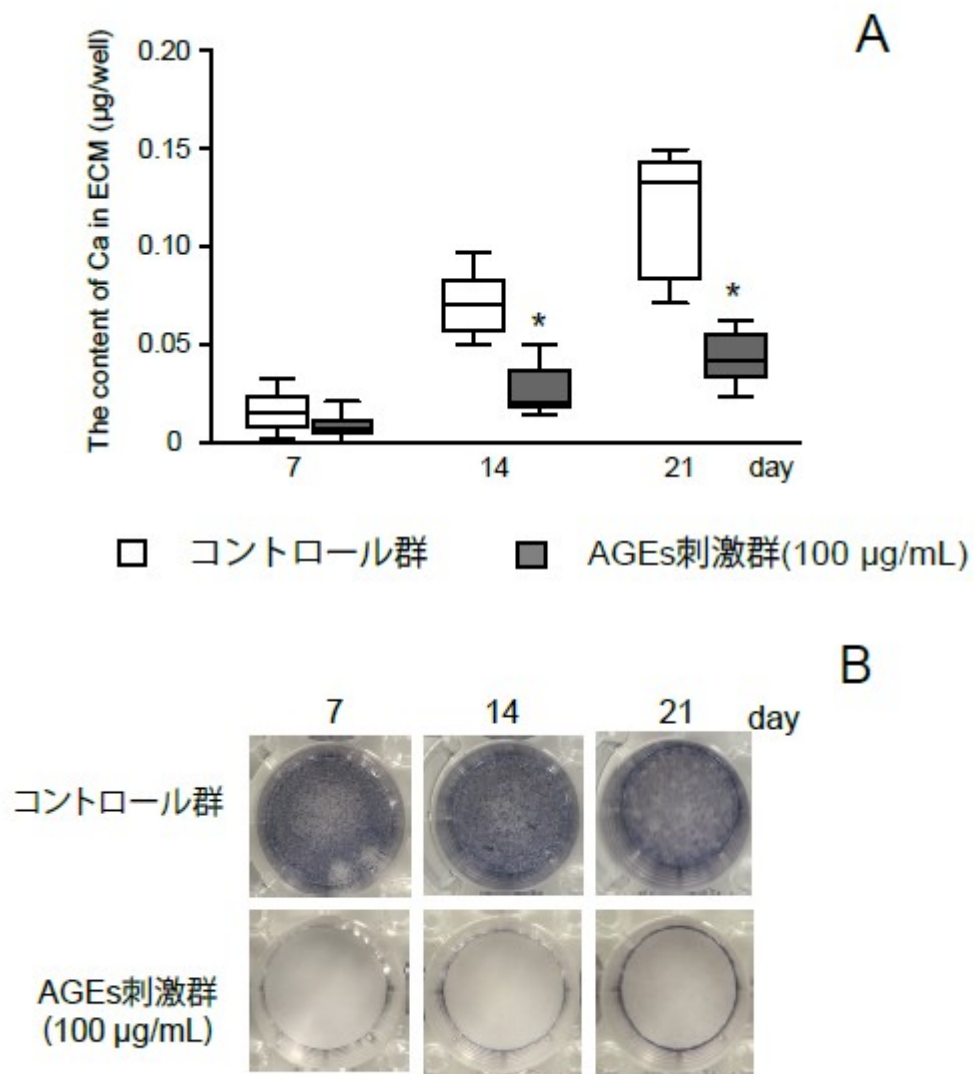 A
The content of Ca in ECM (µg/well)
0.20
0.15
0.10
0.05
0
*
*
7 14 21 day
コントロール群 AGEs刺激群(100 µg/mL)
B
7 14 21 day
コントロール群
AGEs刺激群
(100 µg/mL)